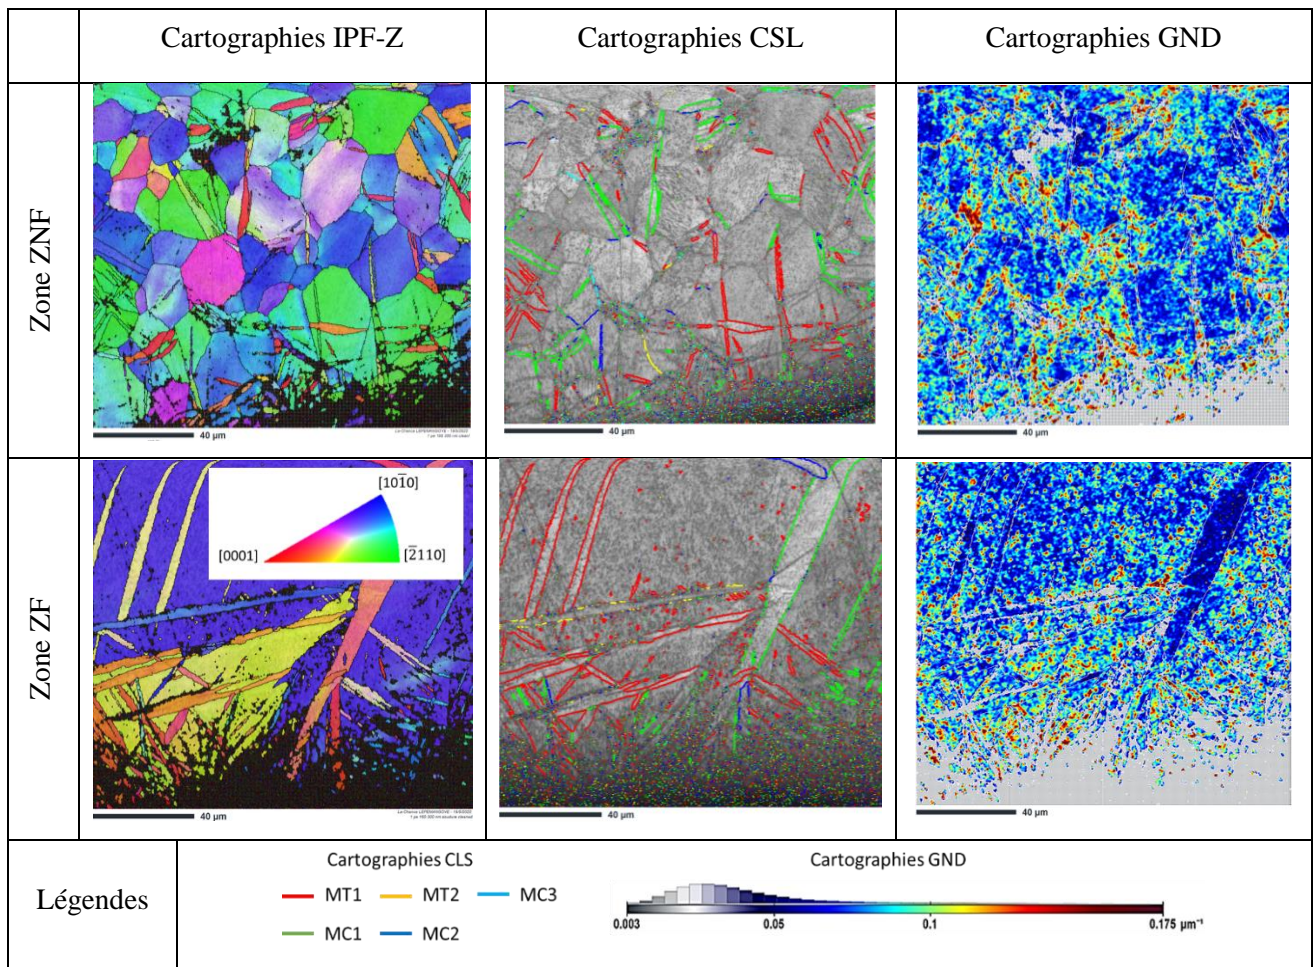 Cartographies IPF-Z
Cartographies CSL
Cartographies GND
Zone ZNF
40 µm
40 µm
40 µm
Zone ZF
[101̅0]
[0001]
[2̅110]
40 µm
40 µm
40 µm
Légendes
Cartographies CLS
MT1
MT2
MC3
MC1
MC2
Cartographies GND
0.003
0.05
0.1
0.175 µm⁻¹